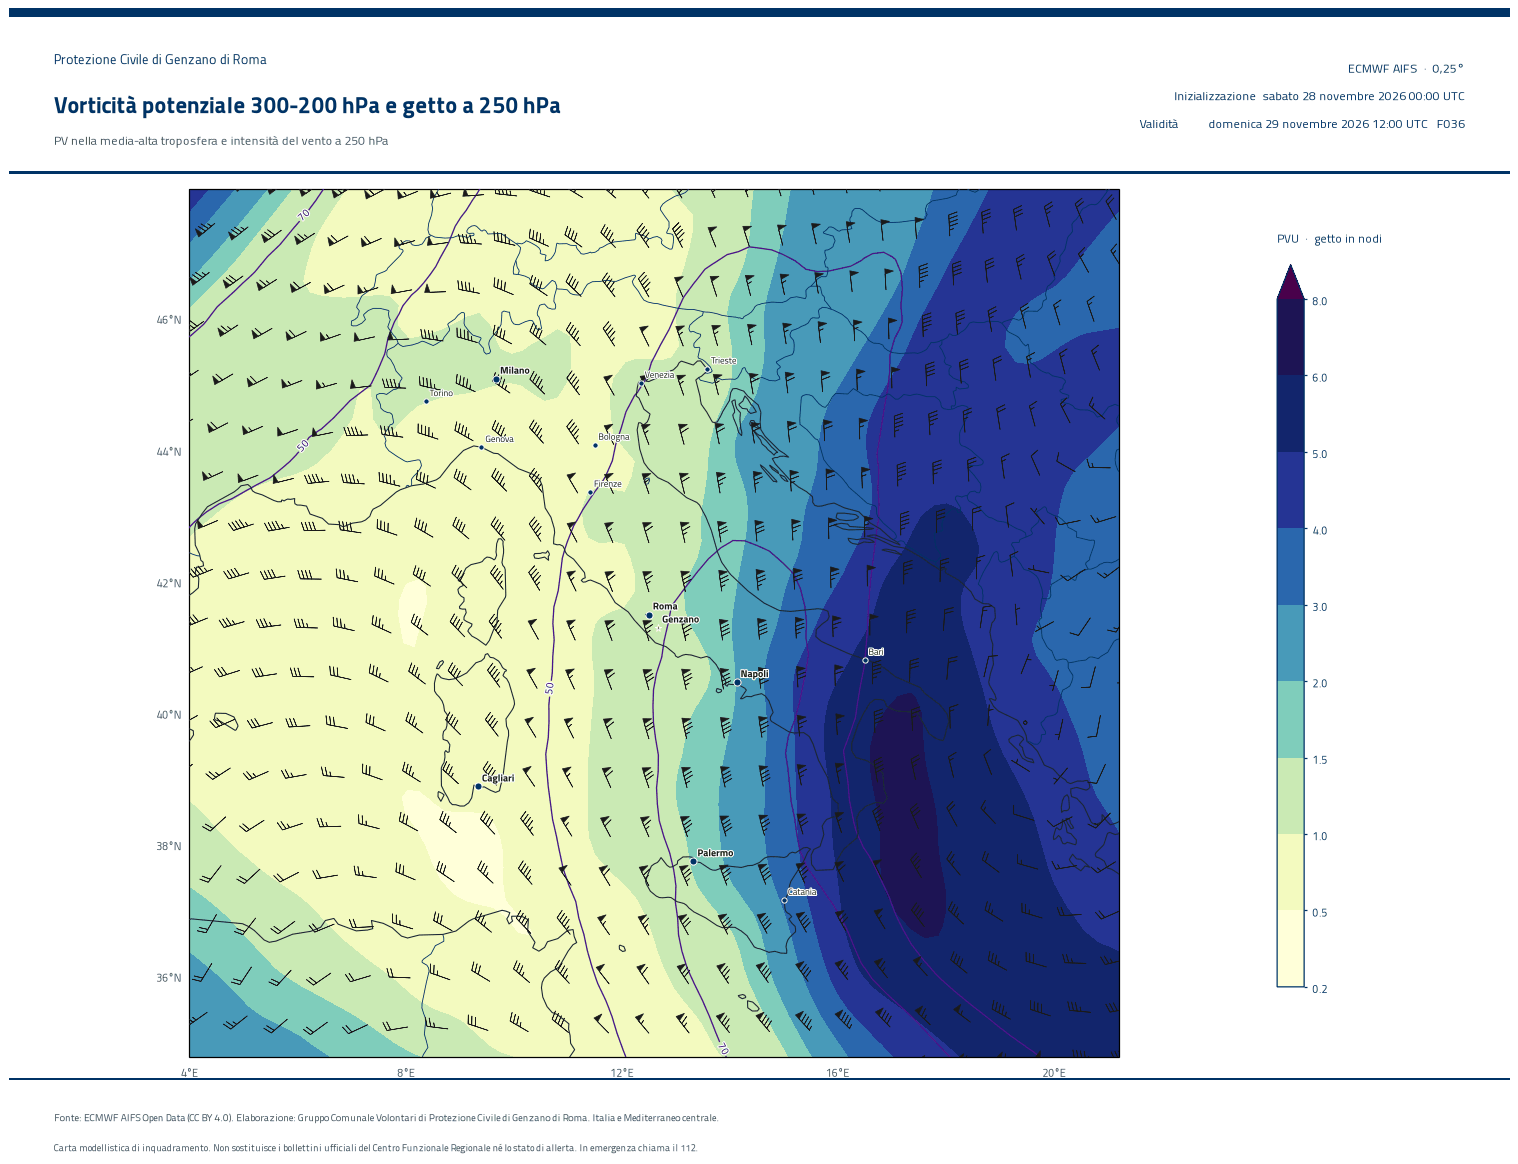 Protezione Civile di Genzano di Roma
Vorticità potenziale 300-200 hPa e getto a 250 hPa
PV nella media-alta troposfera e intensità del vento a 250 hPa
ECMWF AIFS · 0,25°
Inizializzazione sabato 28 novembre 2026 00:00 UTC
Validità domenica 29 novembre 2026 12:00 UTC F036
PVU · getto in nodi
8.0
6.0
5.0
4.0
3.0
2.0
1.5
1.0
0.5
0.2
46°N
44°N
42°N
40°N
38°N
36°N
4°E
8°E
12°E
16°E
20°E
70
50
50
70
Trieste
Milano
Venezia
Torino
Genova
Bologna
Firenze
Roma
Genzano
Bari
Napoli
Cagliari
Palermo
Catania
Fonte: ECMWF AIFS Open Data (CC BY 4.0). Elaborazione: Gruppo Comunale Volontari di Protezione Civile di Genzano di Roma. Italia e Mediterraneo centrale.
Carta modellistica di inquadramento. Non sostituisce i bollettini ufficiali del Centro Funzionale Regionale né lo stato di allerta. In emergenza chiama il 112.